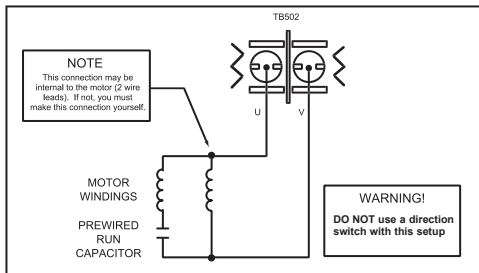 TB502
NOTE
This connection may be
internal to the motor (2 wire
leads). If not, you must
make this connection yourself.
U V
MOTOR
WINDINGS
PREWIRED
RUN
CAPACITOR
WARNING!
DO NOT use a direction
switch with this setup